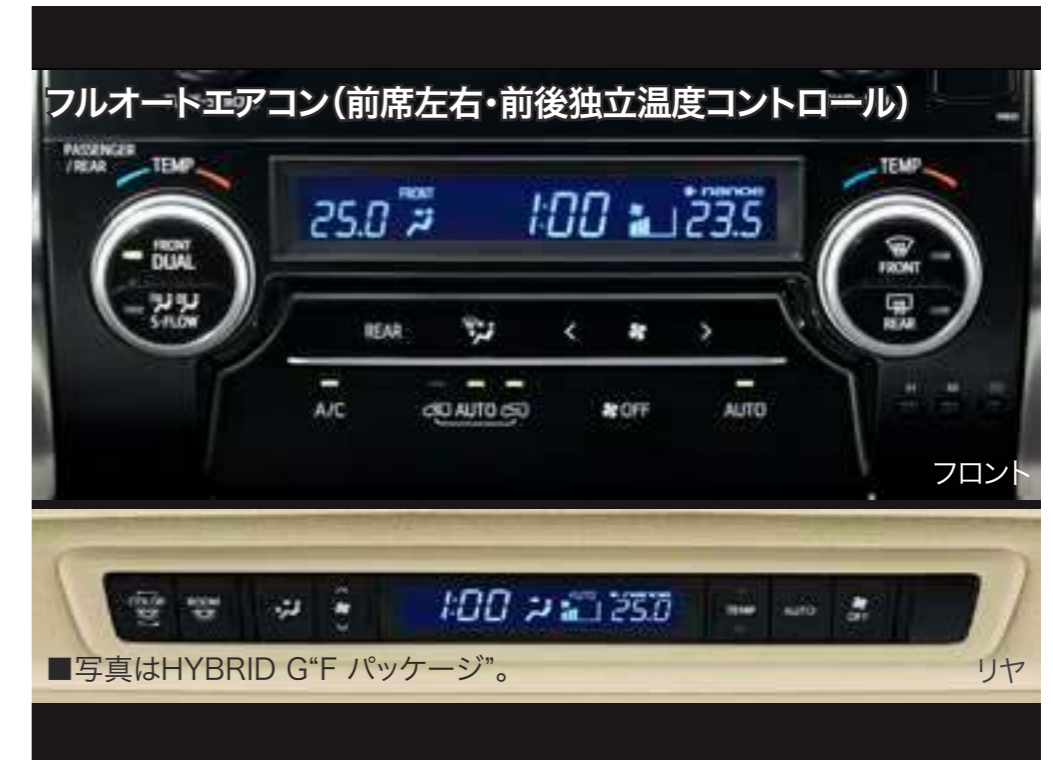 フルオートエアコン（前席左右・前後独立温度コントロール）
PASSENGER
/REAR
TEMP
TEMP
FRONT
25.0
1:00
nanoe
23.5
FRONT
DUAL
S-FLOW
FRONT
REAR
REAR
<
>
A/C
AUTO
OFF
AUTO
フロント
COLOR
ROOM
1:00
AUTO
25.0
TEMP
AUTO
OFF
■写真はHYBRID G“F パッケージ”。
リヤ